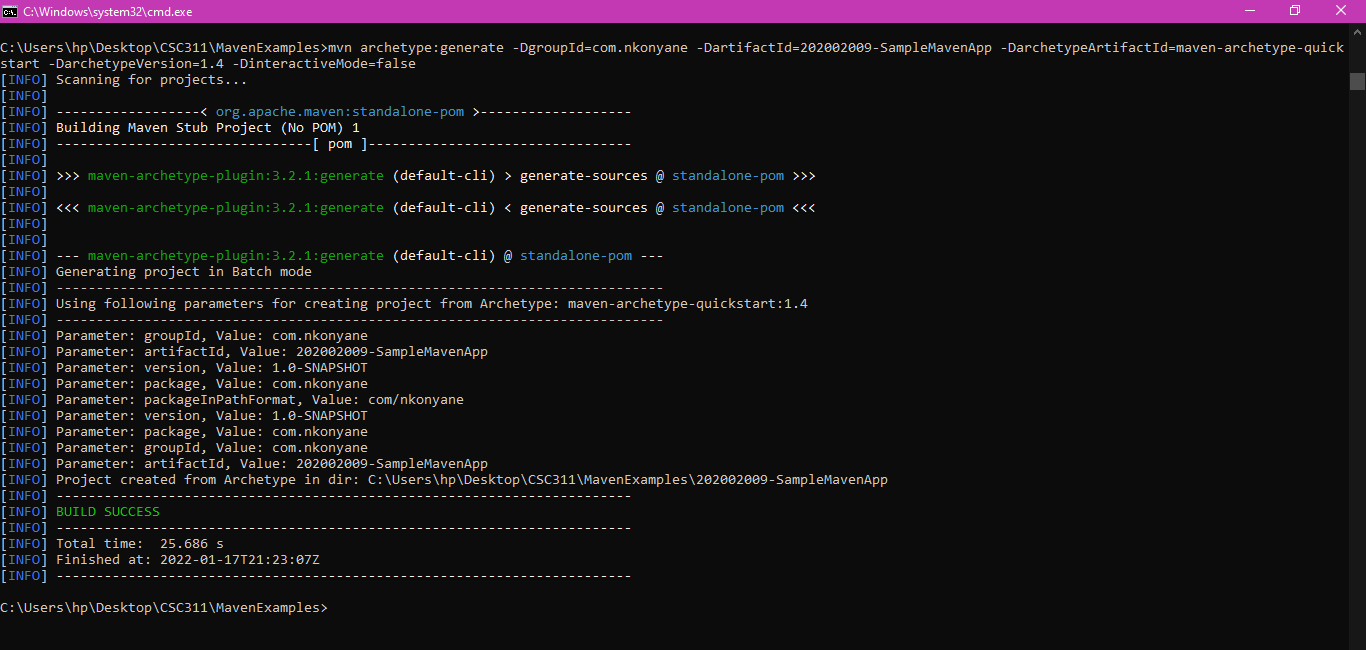 C:\Windows\system32\cmd.exe
C:\Users\hp\Desktop\CSC311\MavenExamples>mvn archetype:generate -DgroupId=com.nkonyane -DartifactId=202002009-SampleMavenApp -DarchetypeArtifactId=maven-archetype-quick
start -DarchetypeVersion=1.4 -DinteractiveMode=false
[INFO] Scanning for projects...
[INFO]
[INFO] ------------------< org.apache.maven:standalone-pom >-------------------
[INFO] Building Maven Stub Project (No POM) 1
[INFO] --------------------------------[ pom ]---------------------------------
[INFO]
[INFO] >>> maven-archetype-plugin:3.2.1:generate (default-cli) > generate-sources @ standalone-pom >>>
[INFO]
[INFO] <<< maven-archetype-plugin:3.2.1:generate (default-cli) < generate-sources @ standalone-pom <<<
[INFO]
[INFO]
[INFO] --- maven-archetype-plugin:3.2.1:generate (default-cli) @ standalone-pom ---
[INFO] Generating project in Batch mode
[INFO] ----------------------------------------------------------------------------
[INFO] Using following parameters for creating project from Archetype: maven-archetype-quickstart:1.4
[INFO] ----------------------------------------------------------------------------
[INFO] Parameter: groupId, Value: com.nkonyane
[INFO] Parameter: artifactId, Value: 202002009-SampleMavenApp
[INFO] Parameter: version, Value: 1.0-SNAPSHOT
[INFO] Parameter: package, Value: com.nkonyane
[INFO] Parameter: packageInPathFormat, Value: com/nkonyane
[INFO] Parameter: version, Value: 1.0-SNAPSHOT
[INFO] Parameter: package, Value: com.nkonyane
[INFO] Parameter: groupId, Value: com.nkonyane
[INFO] Parameter: artifactId, Value: 202002009-SampleMavenApp
[INFO] Project created from Archetype in dir: C:\Users\hp\Desktop\CSC311\MavenExamples\202002009-SampleMavenApp
[INFO] ------------------------------------------------------------------------
[INFO] BUILD SUCCESS
[INFO] ------------------------------------------------------------------------
[INFO] Total time:  25.686 s
[INFO] Finished at: 2022-01-17T21:23:07Z
[INFO] ------------------------------------------------------------------------
C:\Users\hp\Desktop\CSC311\MavenExamples>